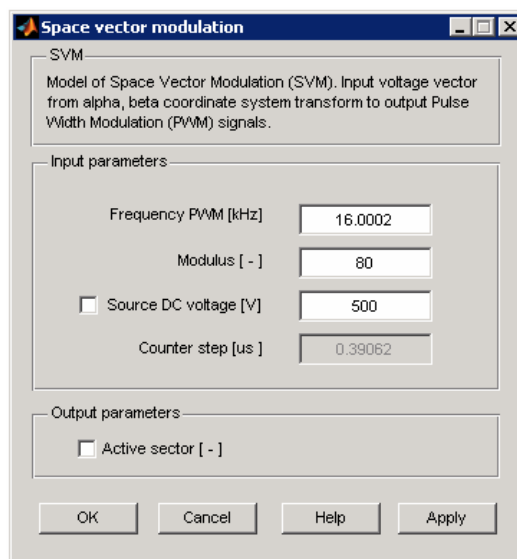 Space vector modulation
SVM
Model of Space Vector Modulation (SVM). Input voltage vector
from alpha, beta coordinate system transform to output Pulse
Width Modulation (PWM) signals.
Input parameters
Frequency PWM [kHz] 16.0002
Modulus [ - ] 80
Source DC voltage [V] 500
Counter step [us ] 0.39062
Output parameters
Active sector [ - ]
OK Cancel Help Apply